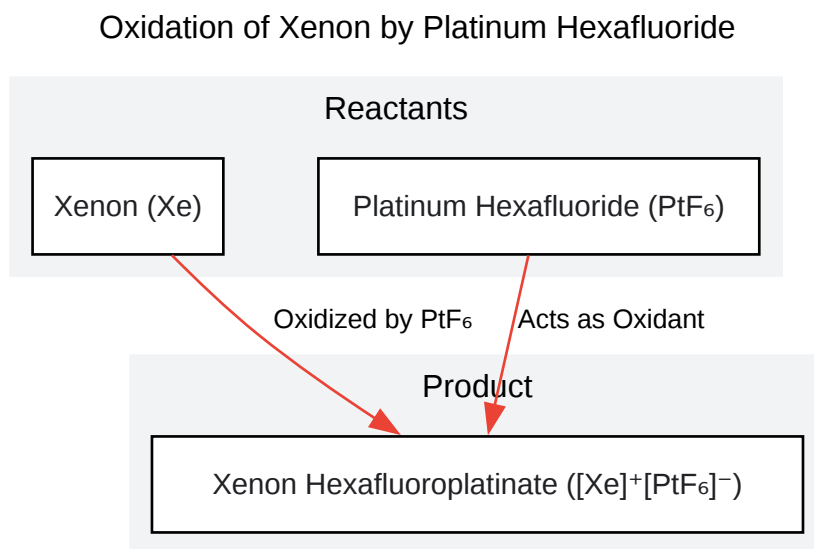 Oxidation of Xenon by Platinum Hexafluoride
Reactants
Xenon (Xe)
Platinum Hexafluoride (PtF₆)
Oxidized by PtF₆
Acts as Oxidant
Product
Xenon Hexafluoroplatinate ([Xe]⁺[PtF₆]⁻)